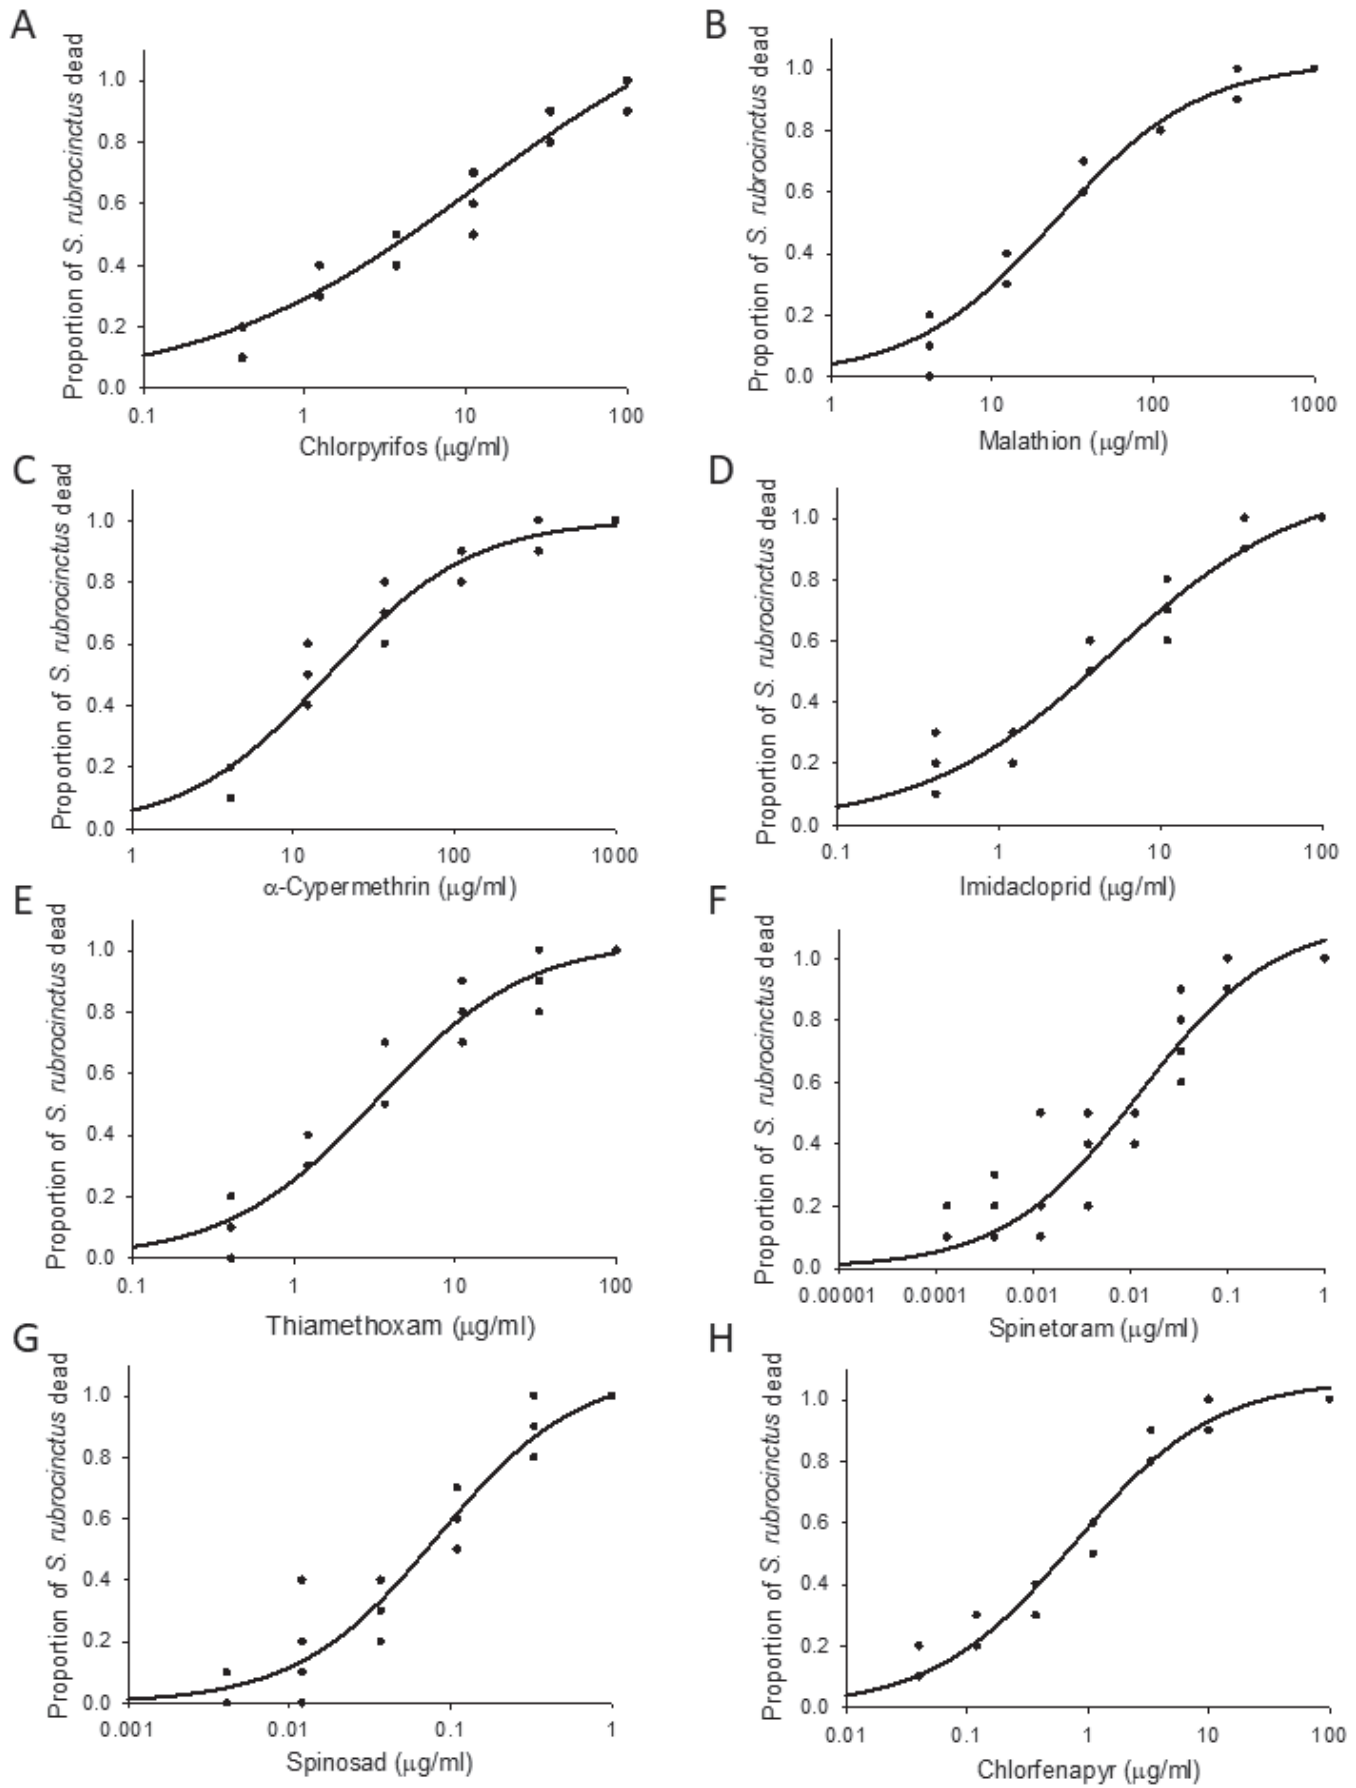 A
Proportion of S. rubrocinctus dead
1.0
0.8
0.6
0.4
0.2
0.0
0.1 1 10 100
Chlorpyrifos (μg/ml)
B
Proportion of S. rubrocinctus dead
1.0
0.8
0.6
0.4
0.2
0.0
1 10 100 1000
Malathion (μg/ml)
C
Proportion of S. rubrocinctus dead
1.0
0.8
0.6
0.4
0.2
0.0
1 10 100 1000
α-Cypermethrin (μg/ml)
D
Proportion of S. rubrocinctus dead
1.0
0.8
0.6
0.4
0.2
0.0
0.1 1 10 100
Imidacloprid (μg/ml)
E
Proportion of S. rubrocinctus dead
1.0
0.8
0.6
0.4
0.2
0.0
0.1 1 10 100
Thiamethoxam (μg/ml)
F
Proportion of S. rubrocinctus dead
1.0
0.8
0.6
0.4
0.2
0.0
0.00001 0.0001 0.001 0.01 0.1 1
Spinetoram (μg/ml)
G
Proportion of S. rubrocinctus dead
1.0
0.8
0.6
0.4
0.2
0.0
0.001 0.01 0.1 1
Spinosad (μg/ml)
H
Proportion of S. rubrocinctus dead
1.0
0.8
0.6
0.4
0.2
0.0
0.01 0.1 1 10 100
Chlorfenapyr (μg/ml)